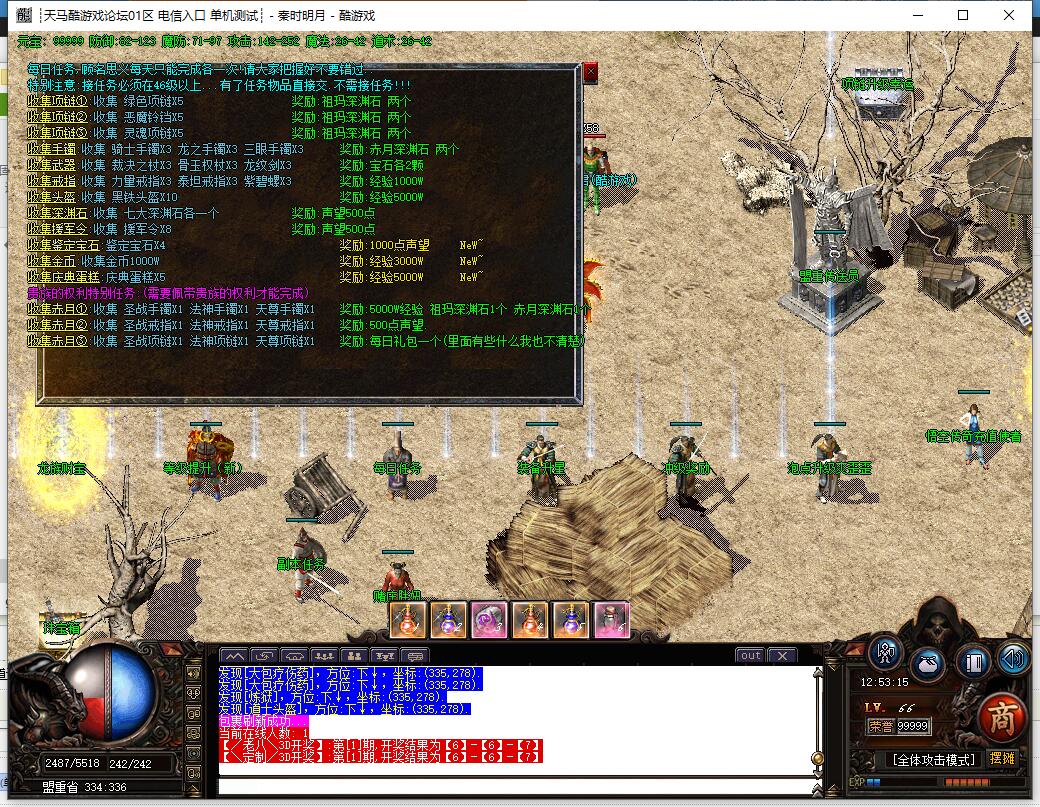 ┊天马酷游戏论坛01区 电信入口 单机测试┊ - 秦时明月 - 酷游戏
元宝: 99999 防御:82-123 魔防:71-97 攻击:142-252 魔法:26-42 道术:26-42
每日任务,顾名思义每天只能完成各一次!请大家把握好不要错过
特别注意:接任务必须在46级以上...有了任务物品直接交.不需接任务!!!
收集项链①:收集 绿色项链X5 奖励:祖玛深渊石 两个
收集项链②:收集 恶魔铃铛X5 奖励:祖玛深渊石 两个
收集项链③:收集 灵魂项链X5 奖励:祖玛深渊石 两个
收集手镯:收集 骑士手镯X3 龙之手镯X3 三眼手镯X3 奖励:赤月深渊石 两个
收集武器:收集 裁决之杖X3 骨玉权杖X3 龙纹剑X3 奖励:宝石各2颗
收集戒指:收集 力量戒指X3 泰坦戒指X3 紫碧螺X3 奖励:经验1000W
收集头盔:收集 黑铁头盔X10 奖励:经验5000W
收集深渊石:收集 七大深渊石各一个 奖励:声望500点
收集援军令:收集 援军令X8 奖励:声望500点
收集鉴定宝石:鉴定宝石X4 奖励:1000点声望 NeW~
收集金币:收集金币1000W 奖励:经验3000W NeW~
收集庆典蛋糕:庆典蛋糕X5 奖励:经验5000W NeW~
贵族的权利特别任务:(需要佩带贵族的权利才能完成)
收集赤月①:收集 圣战手镯X1 法神手镯X1 天尊手镯X1 奖励:5000W经验 祖玛深渊石1个 赤月深渊石1个
收集赤月②:收集 圣战戒指X1 法神戒指X1 天尊戒指X1 奖励:500点声望
收集赤月③:收集 圣战项链X1 法神项链X1 天尊项链X1 奖励:每日礼包一个(里面有些什么我也不清楚)
项链升级幸运
(酷游戏)
盟重传送员
悟空传奇充值使者
龙族财宝
等级提升(新)
每日任务
装备升星
冲级奖励
泡点升级爽歪歪
副本任务
赌庄胜妞
珠宝箱
out
发现[大包疗伤药],方位:下↓,坐标:(335,278).
发现[大包疗伤药],方位:下↓,坐标:(335,278).
发现[炼狱],方位:下↓,坐标:(335,278).
发现[道士头盔],方位:下↓,坐标:(335,278).
包裹刷新成功
当前在线人数: 1
【〈老八〉3D开奖】:第[1]期,开奖结果为【6】-【6】-【7】
【〈定制〉3D开奖】:第[1]期,开奖结果为【6】-【6】-【7】
12:53:15
LV. 66
荣誉 99999
商
[全体攻击模式]
摆摊
EXP
2487/5518 242/242
盟重省 334:336